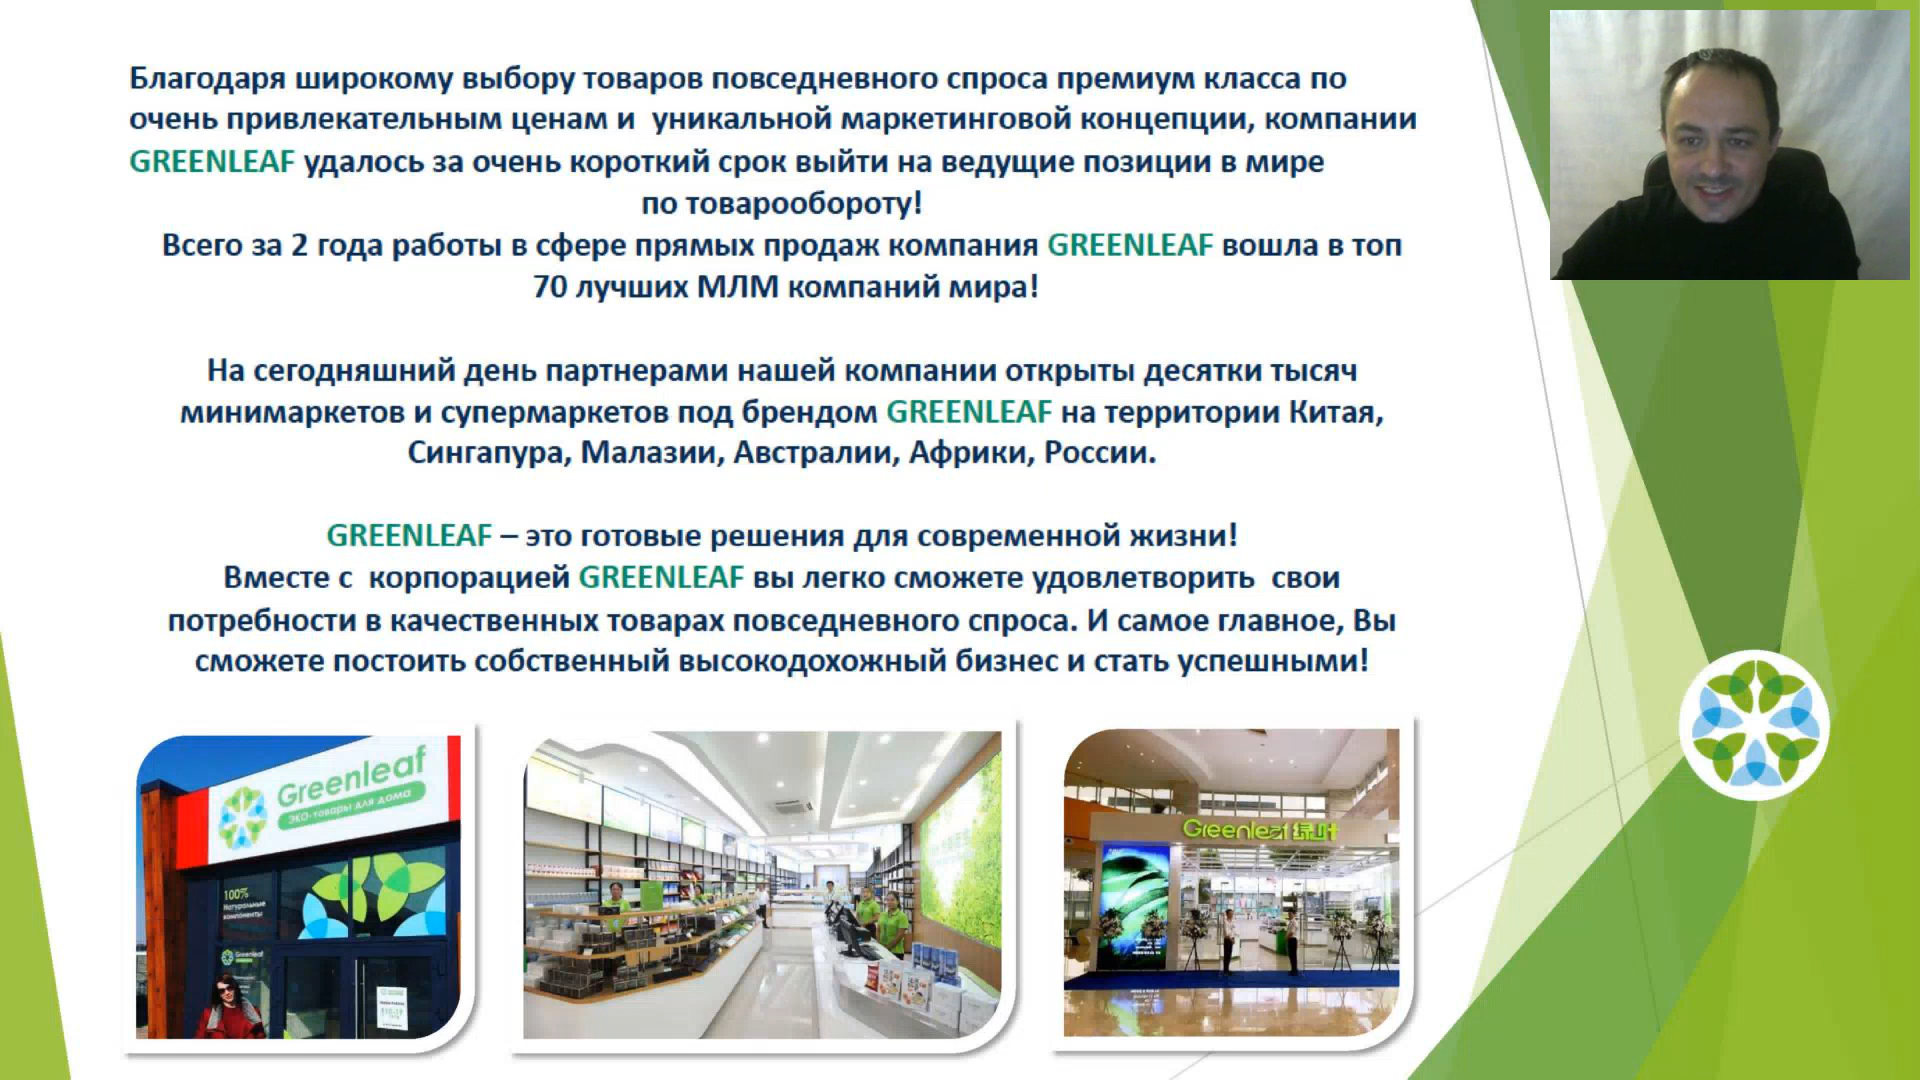 Благодаря широкому выбору товаров повседневного спроса премиум класса по
очень привлекательным ценам и уникальной маркетинговой концепции, компании
GREENLEAF удалось за очень короткий срок выйти на ведущие позиции в мире
по товарообороту!
Всего за 2 года работы в сфере прямых продаж компания GREENLEAF вошла в топ
70 лучших МЛМ компаний мира!
На сегодняшний день партнерами нашей компании открыты десятки тысяч
минимаркетов и супермаркетов под брендом GREENLEAF на территории Китая,
Сингапура, Малазии, Австралии, Африки, России.
GREENLEAF – это готовые решения для современной жизни!
Вместе с корпорацией GREENLEAF вы легко сможете удовлетворить свои
потребности в качественных товарах повседневного спроса. И самое главное, Вы
сможете постоить собственный высокодохожный бизнес и стать успешными!
Greenleaf
ЭКО-товары для дома
100%
Натуральные
компоненты
Greenleaf
Greenleaf 绿叶